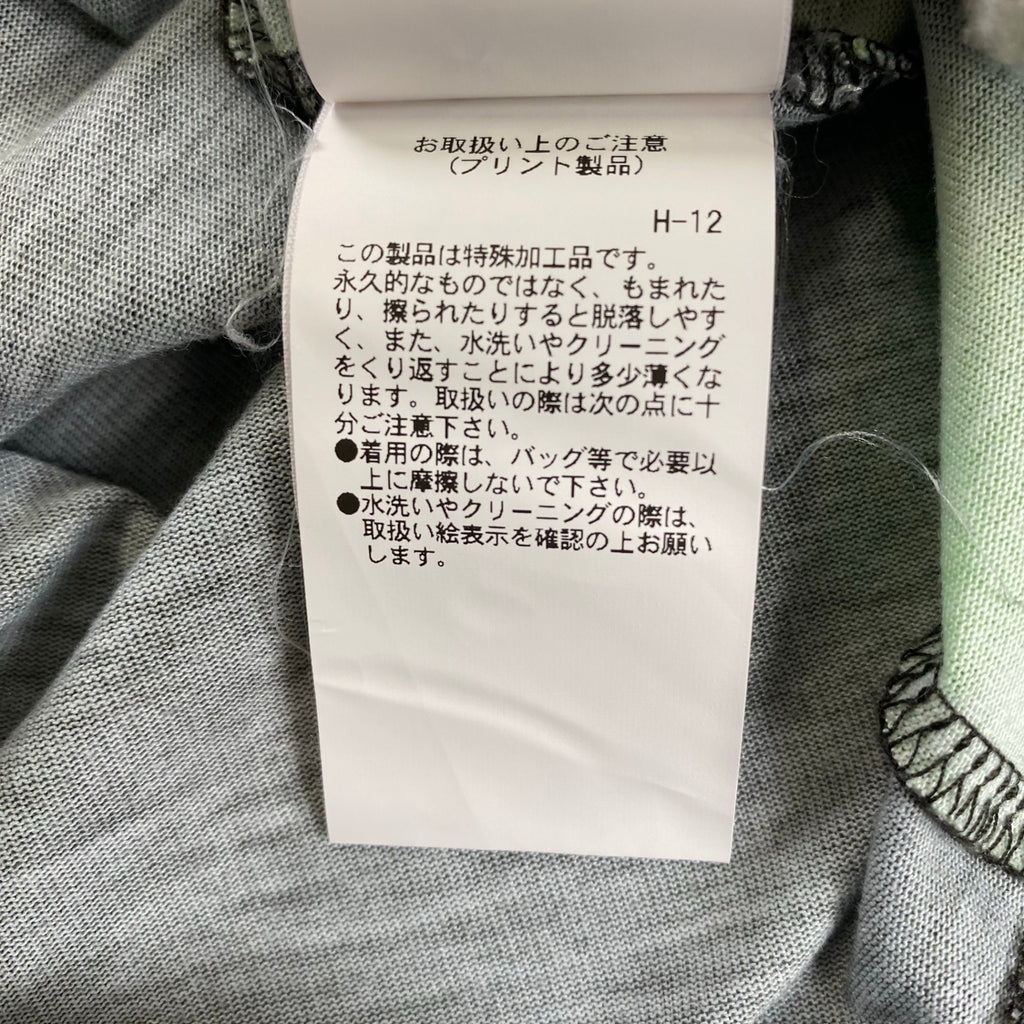 お取扱い上のご注意
(プリント製品)
H-12
この製品は特殊加工品です。
永久的なものではなく、もまれた
り、擦られたりすると脱落しやす
く、また、水洗いやクリーニング
をくり返すことにより多少薄くな
ります。取扱いの際は次の点に十
分ご注意下さい。
●着用の際は、バッグ等で必要以
上に摩擦しないで下さい。
●水洗いやクリーニングの際は、
取扱い絵表示を確認の上お願い
します。